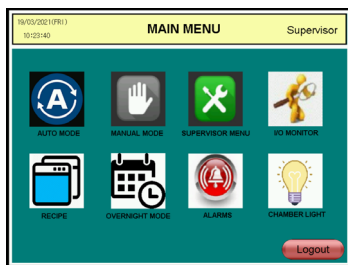 19/03/2021(FRI)
10:23:40
MAIN MENU
Supervisor
A
AUTO MODE
MANUAL MODE
SUPERVISOR MENU
I/O MONITOR
RECIPE
OVERNIGHT MODE
ALARMS
CHAMBER LIGHT
Logout